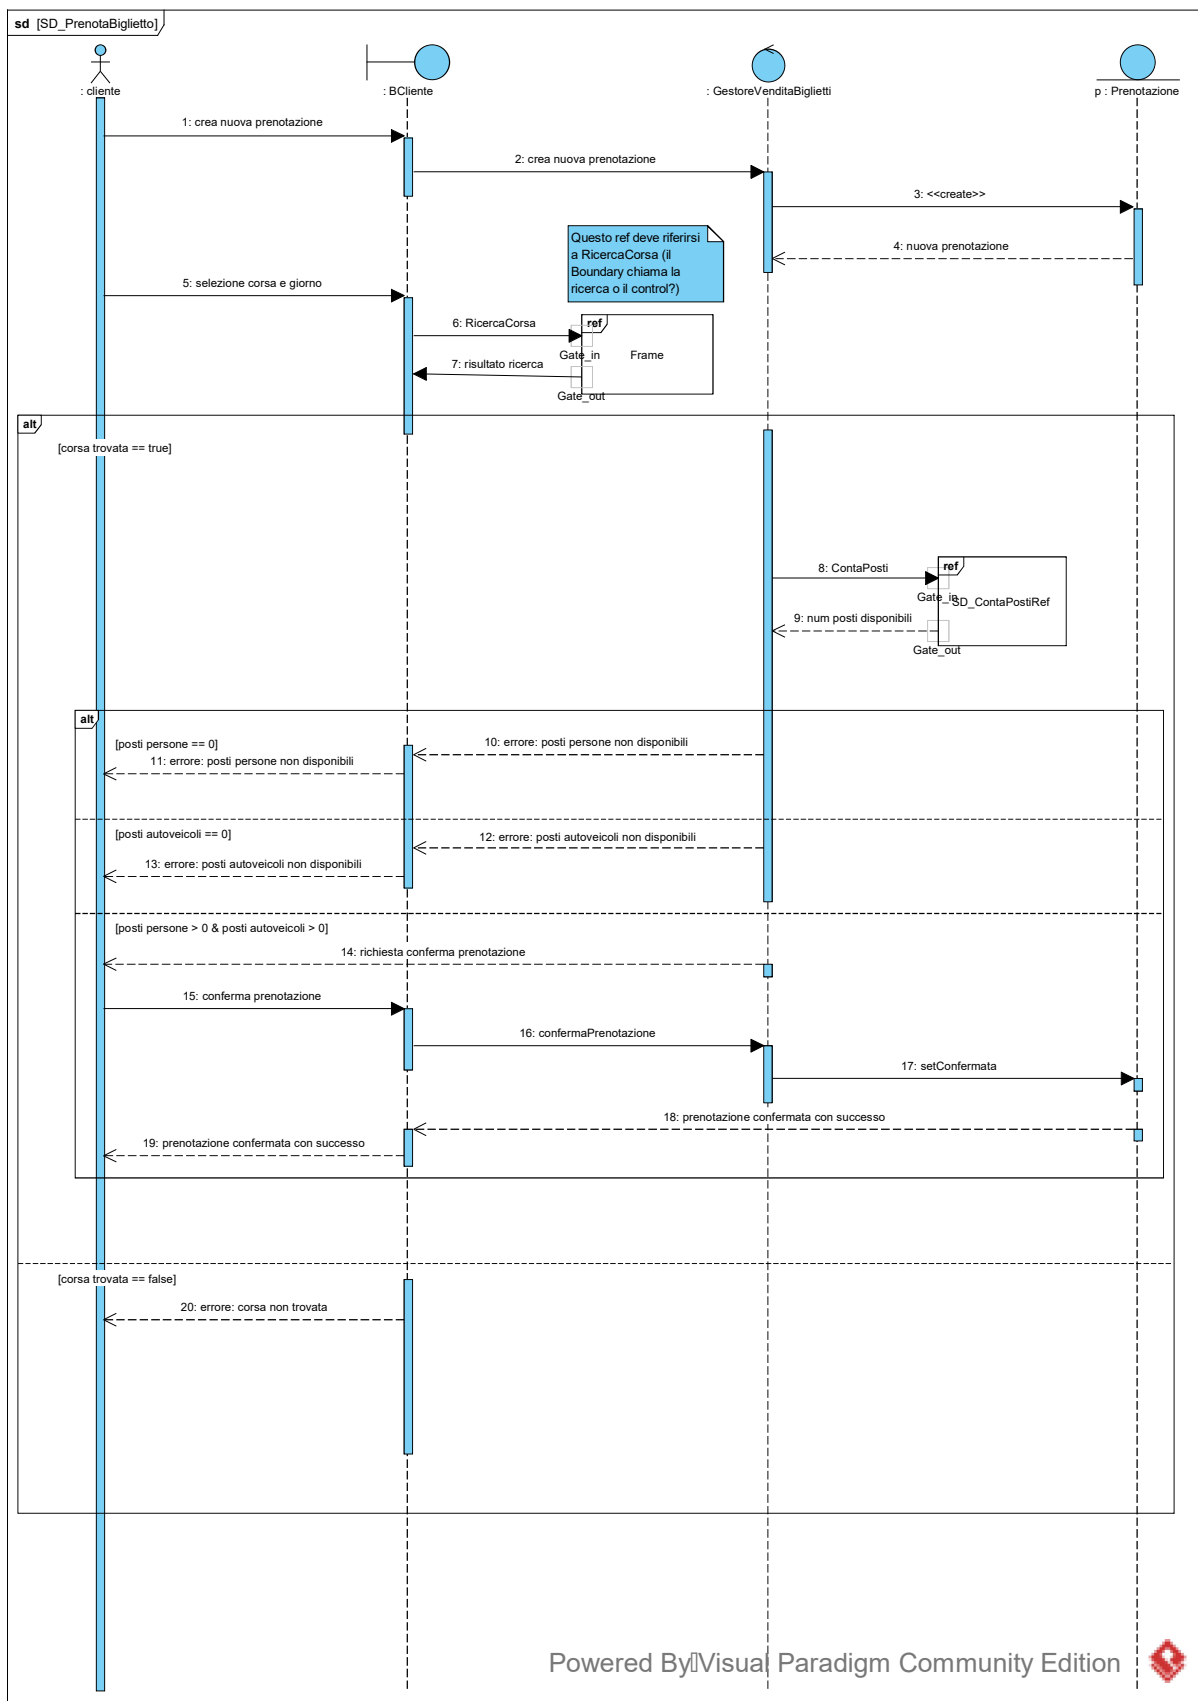 sd [SD_PrenotaBiglietto]
: cliente
: BCliente
: GestoreVenditaBiglietti
p : Prenotazione
1: crea nuova prenotazione
2: crea nuova prenotazione
3: <<create>>
4: nuova prenotazione
Questo ref deve riferirsi
a RicercaCorsa (il
Boundary chiama la
ricerca o il control?)
5: selezione corsa e giorno
6: RicercaCorsa
ref
Gate_in
Frame
7: risultato ricerca
Gate_out
alt
[corsa trovata == true]
8: ContaPosti
ref
Gate_in
SD_ContaPostiRef
9: num posti disponibili
Gate_out
alt
[posti persone == 0]
10: errore: posti persone non disponibili
11: errore: posti persone non disponibili
[posti autoveicoli == 0]
12: errore: posti autoveicoli non disponibili
13: errore: posti autoveicoli non disponibili
[posti persone > 0 & posti autoveicoli > 0]
14: richiesta conferma prenotazione
15: conferma prenotazione
16: confermaPrenotazione
17: setConfermata
18: prenotazione confermata con successo
19: prenotazione confermata con successo
[corsa trovata == false]
20: errore: corsa non trovata
Powered By Visual Paradigm Community Edition